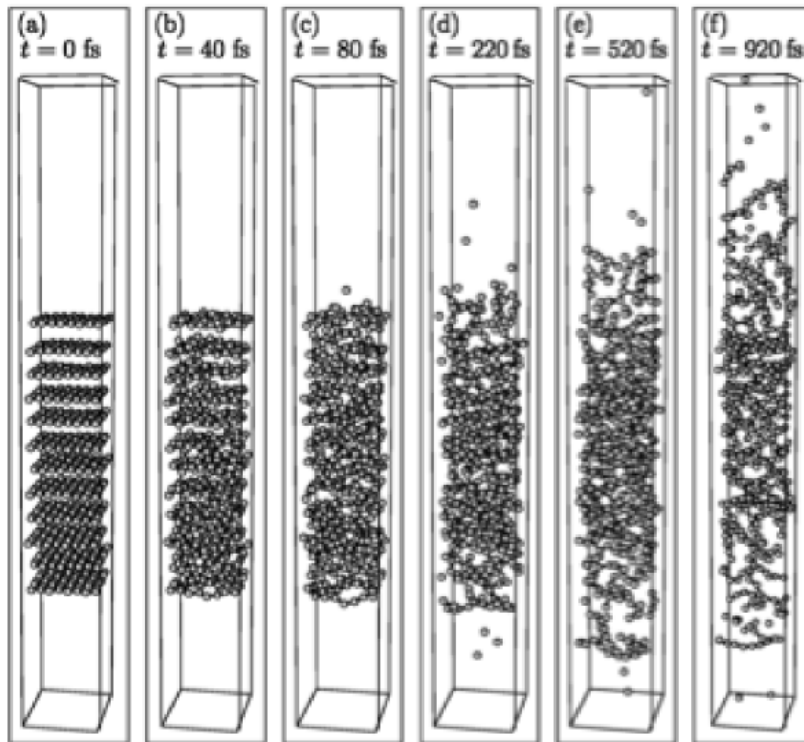 (a)
t = 0 fs
(b)
t = 40 fs
(c)
t = 80 fs
(d)
t = 220 fs
(e)
t = 520 fs
(f)
t = 920 fs